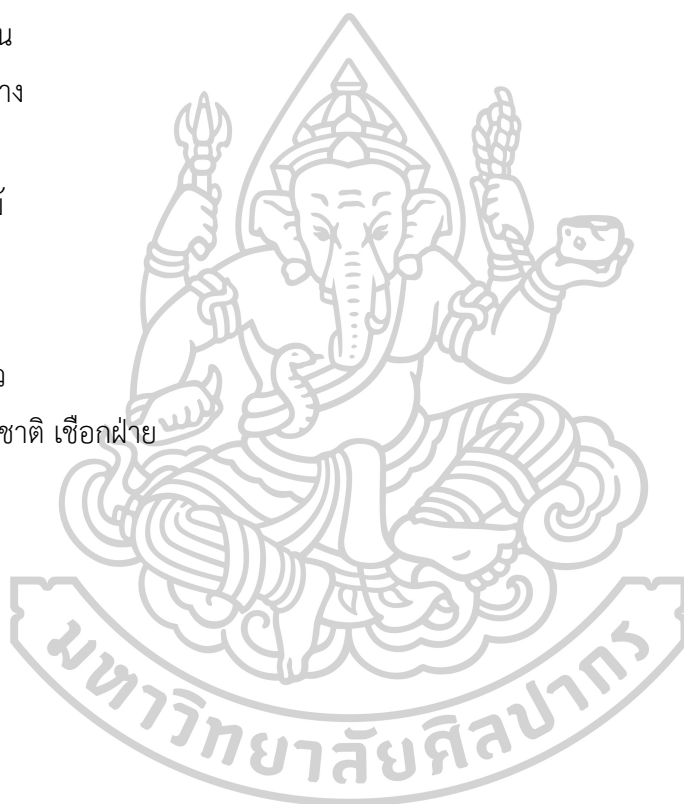 น
าง
ว
ชาติ เชือกฝ่าย
มหาวิทยาลัยศิลปากร